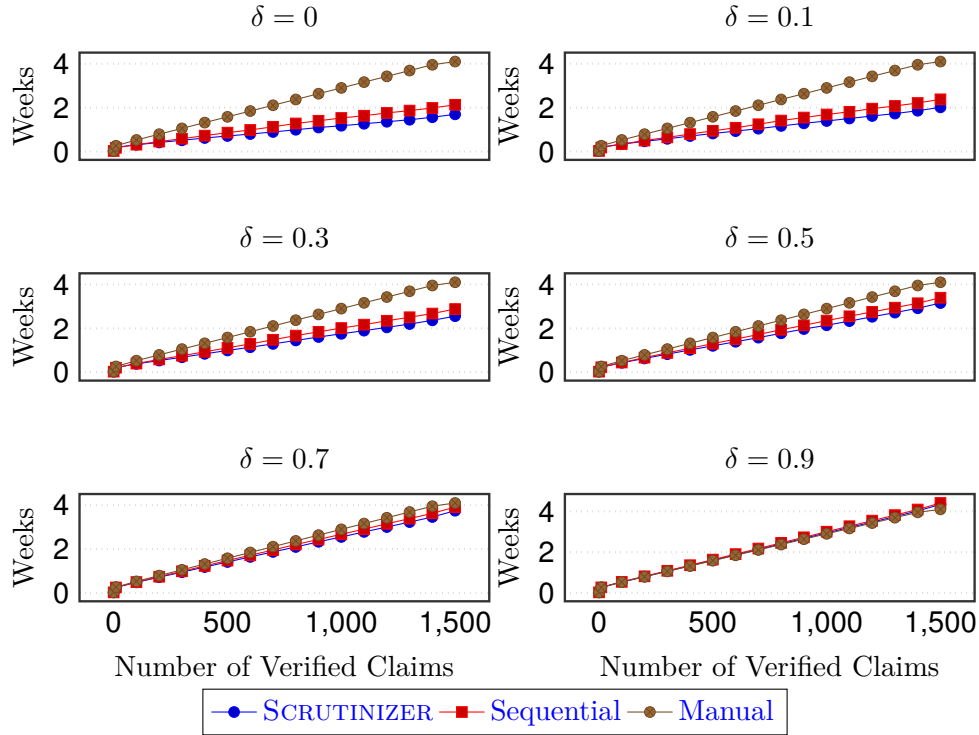 δ = 0
δ = 0.1
Weeks
4
2
0
Weeks
4
2
0
δ = 0.3
δ = 0.5
Weeks
4
2
0
Weeks
4
2
0
δ = 0.7
δ = 0.9
Weeks
4
2
0
Weeks
4
2
0
0 500 1,000 1,500
0 500 1,000 1,500
Number of Verified Claims
Number of Verified Claims
SCRUTINIZER Sequential Manual